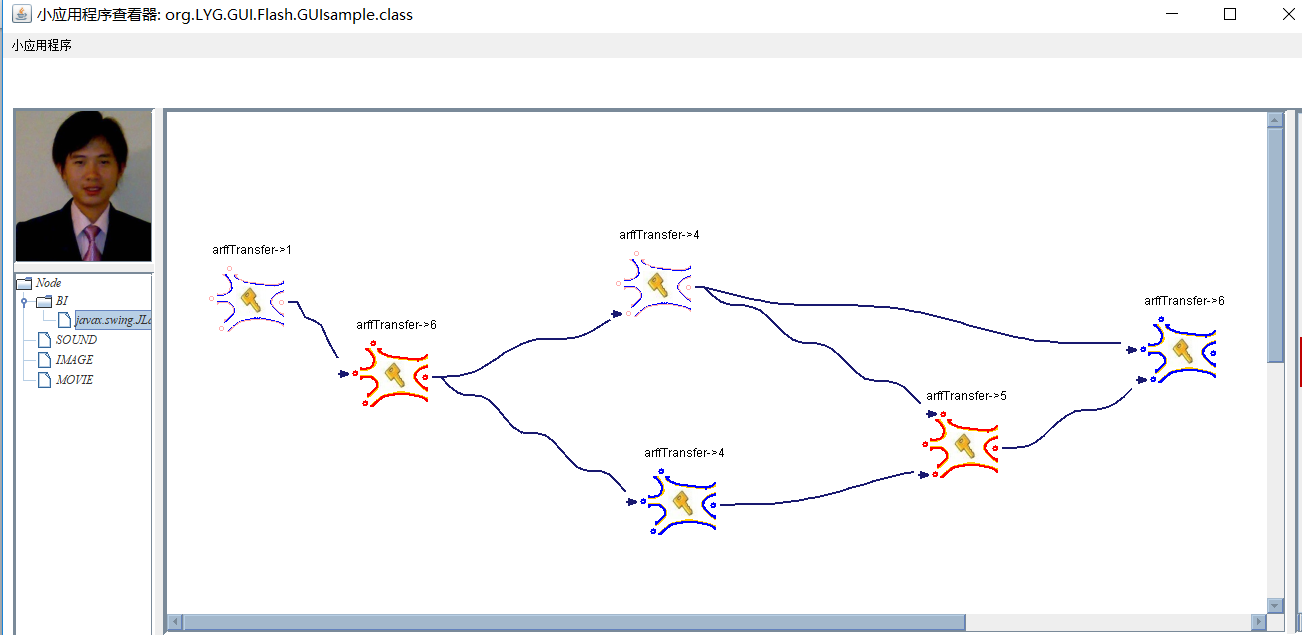 小应用程序查看器: org.LYG.GUI.Flash.GUIsample.class
小应用程序
Node
BI
javax.swing.JLa
SOUND
IMAGE
MOVIE
arffTransfer->1
arffTransfer->6
arffTransfer->4
arffTransfer->4
arffTransfer->5
arffTransfer->6